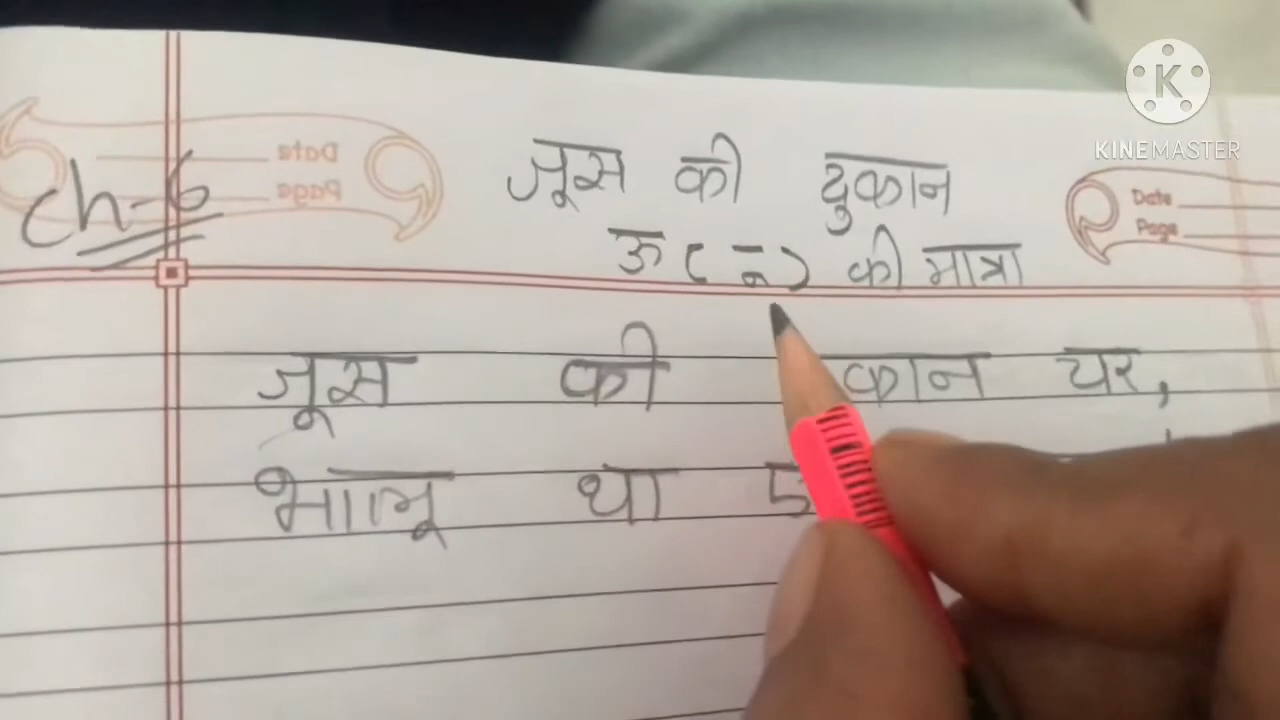 KINEMASTER
Date
Page
Ch-6
जूस की दुकान
ऊ ( ू ) की मात्रा
Date
Page
जूस की कान पर,
भालू था